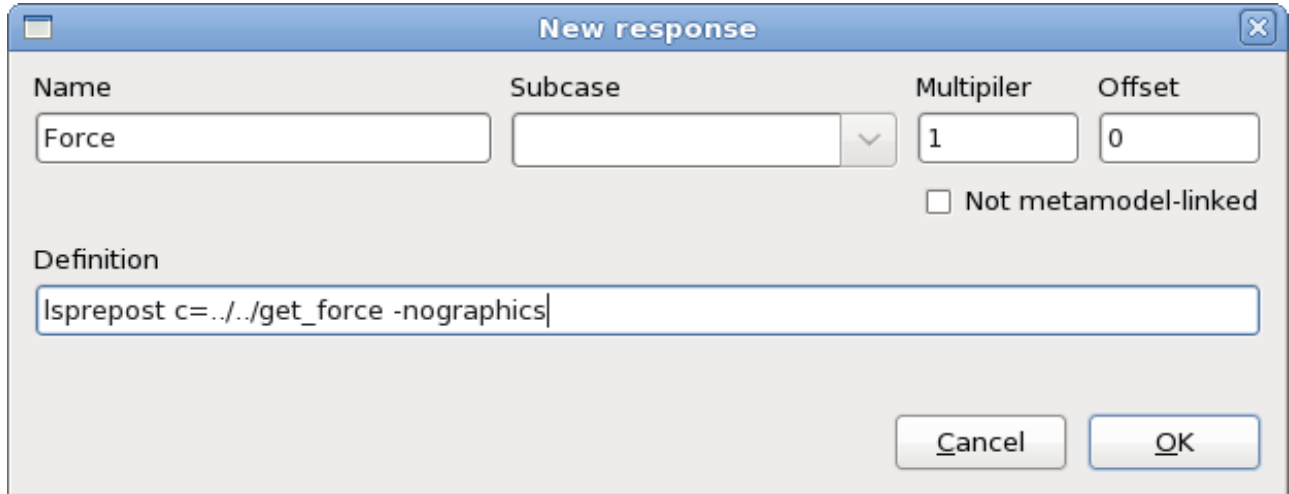 New response
Name Subcase Multipiler Offset
Force 1 0
Not metamodel-linked
Definition
lsprepost c=../../get_force -nographics
Cancel OK